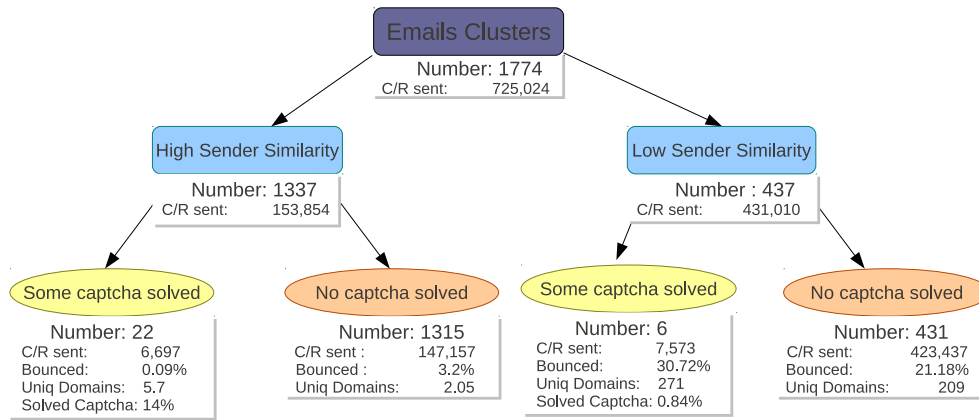 Emails Clusters
Number: 1774
C/R sent: 725,024
High Sender Similarity
Number: 1337
C/R sent: 153,854
Low Sender Similarity
Number : 437
C/R sent: 431,010
Some captcha solved
Number: 22
C/R sent: 6,697
Bounced: 0.09%
Uniq Domains: 5.7
Solved Captcha: 14%
No captcha solved
Number: 1315
C/R sent : 147,157
Bounced : 3.2%
Uniq Domains: 2.05
Some captcha solved
Number: 6
C/R sent: 7,573
Bounced: 30.72%
Uniq Domains: 271
Solved Captcha: 0.84%
No captcha solved
Number: 431
C/R sent: 423,437
Bounced: 21.18%
Uniq Domains: 209